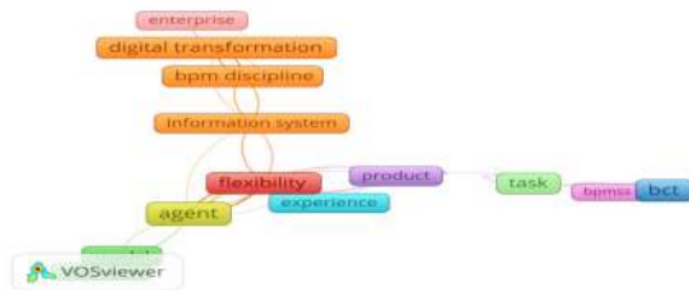 enterprise
digital transformation
bpm discipline
information system
flexibility
product
task
bpmss
bct
experience
agent
VOSviewer